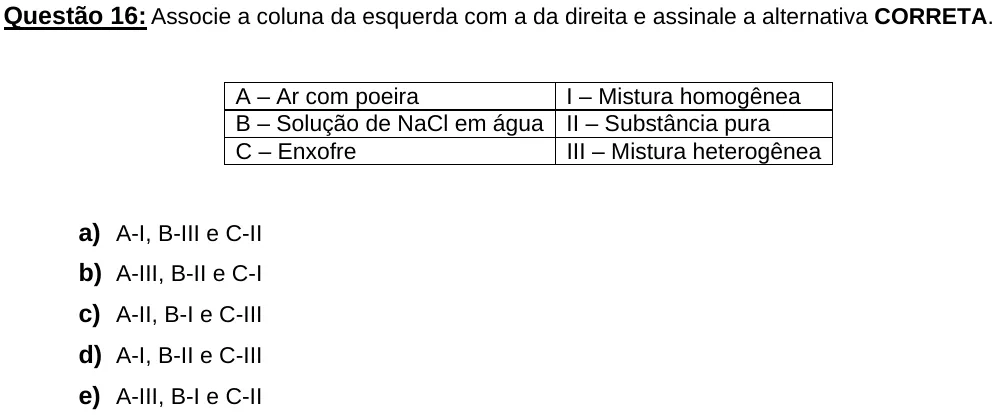 Questão 16: Associe a coluna da esquerda com a da direita e assinale a alternativa CORRETA.
A – Ar com poeira I – Mistura homogênea
B – Solução de NaCl em água II – Substância pura
C – Enxofre III – Mistura heterogênea
a) A-I, B-III e C-II
b) A-III, B-II e C-I
c) A-II, B-I e C-III
d) A-I, B-II e C-III
e) A-III, B-I e C-II